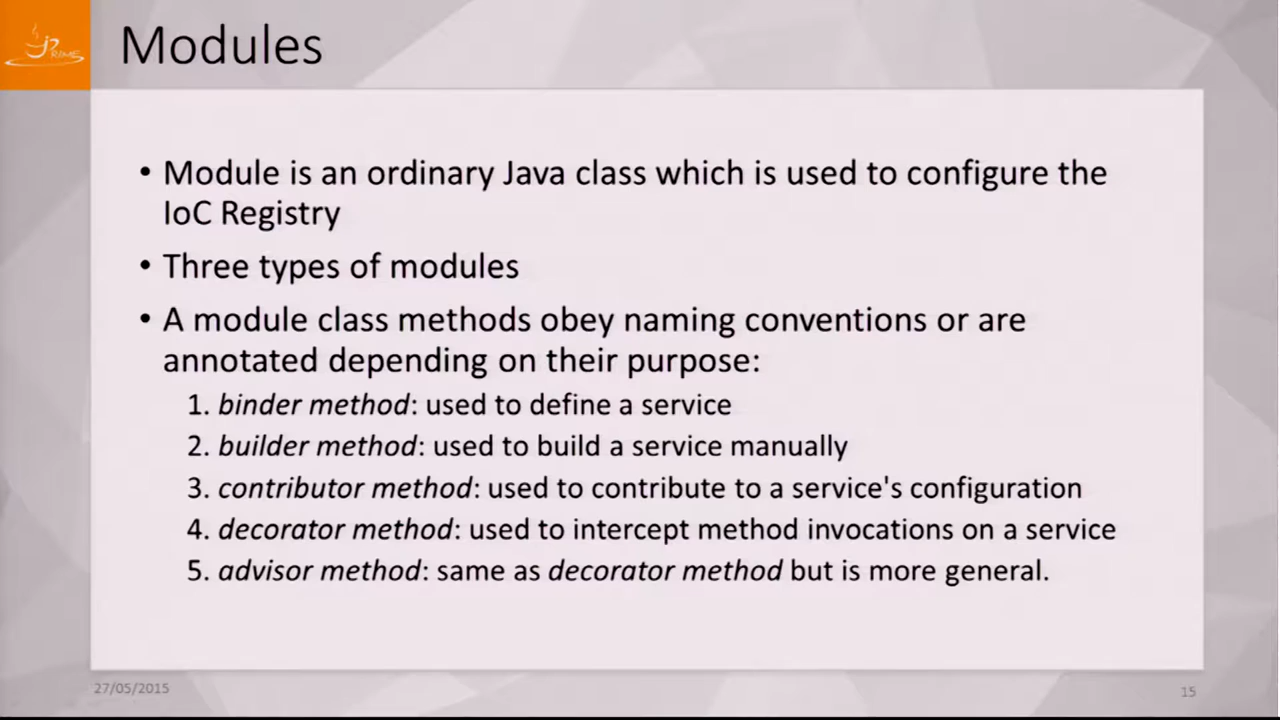 JPRIME
Modules
• Module is an ordinary Java class which is used to configure the
IoC Registry
• Three types of modules
• A module class methods obey naming conventions or are
annotated depending on their purpose:
1. binder method: used to define a service
2. builder method: used to build a service manually
3. contributor method: used to contribute to a service's configuration
4. decorator method: used to intercept method invocations on a service
5. advisor method: same as decorator method but is more general.
27/05/2015
15